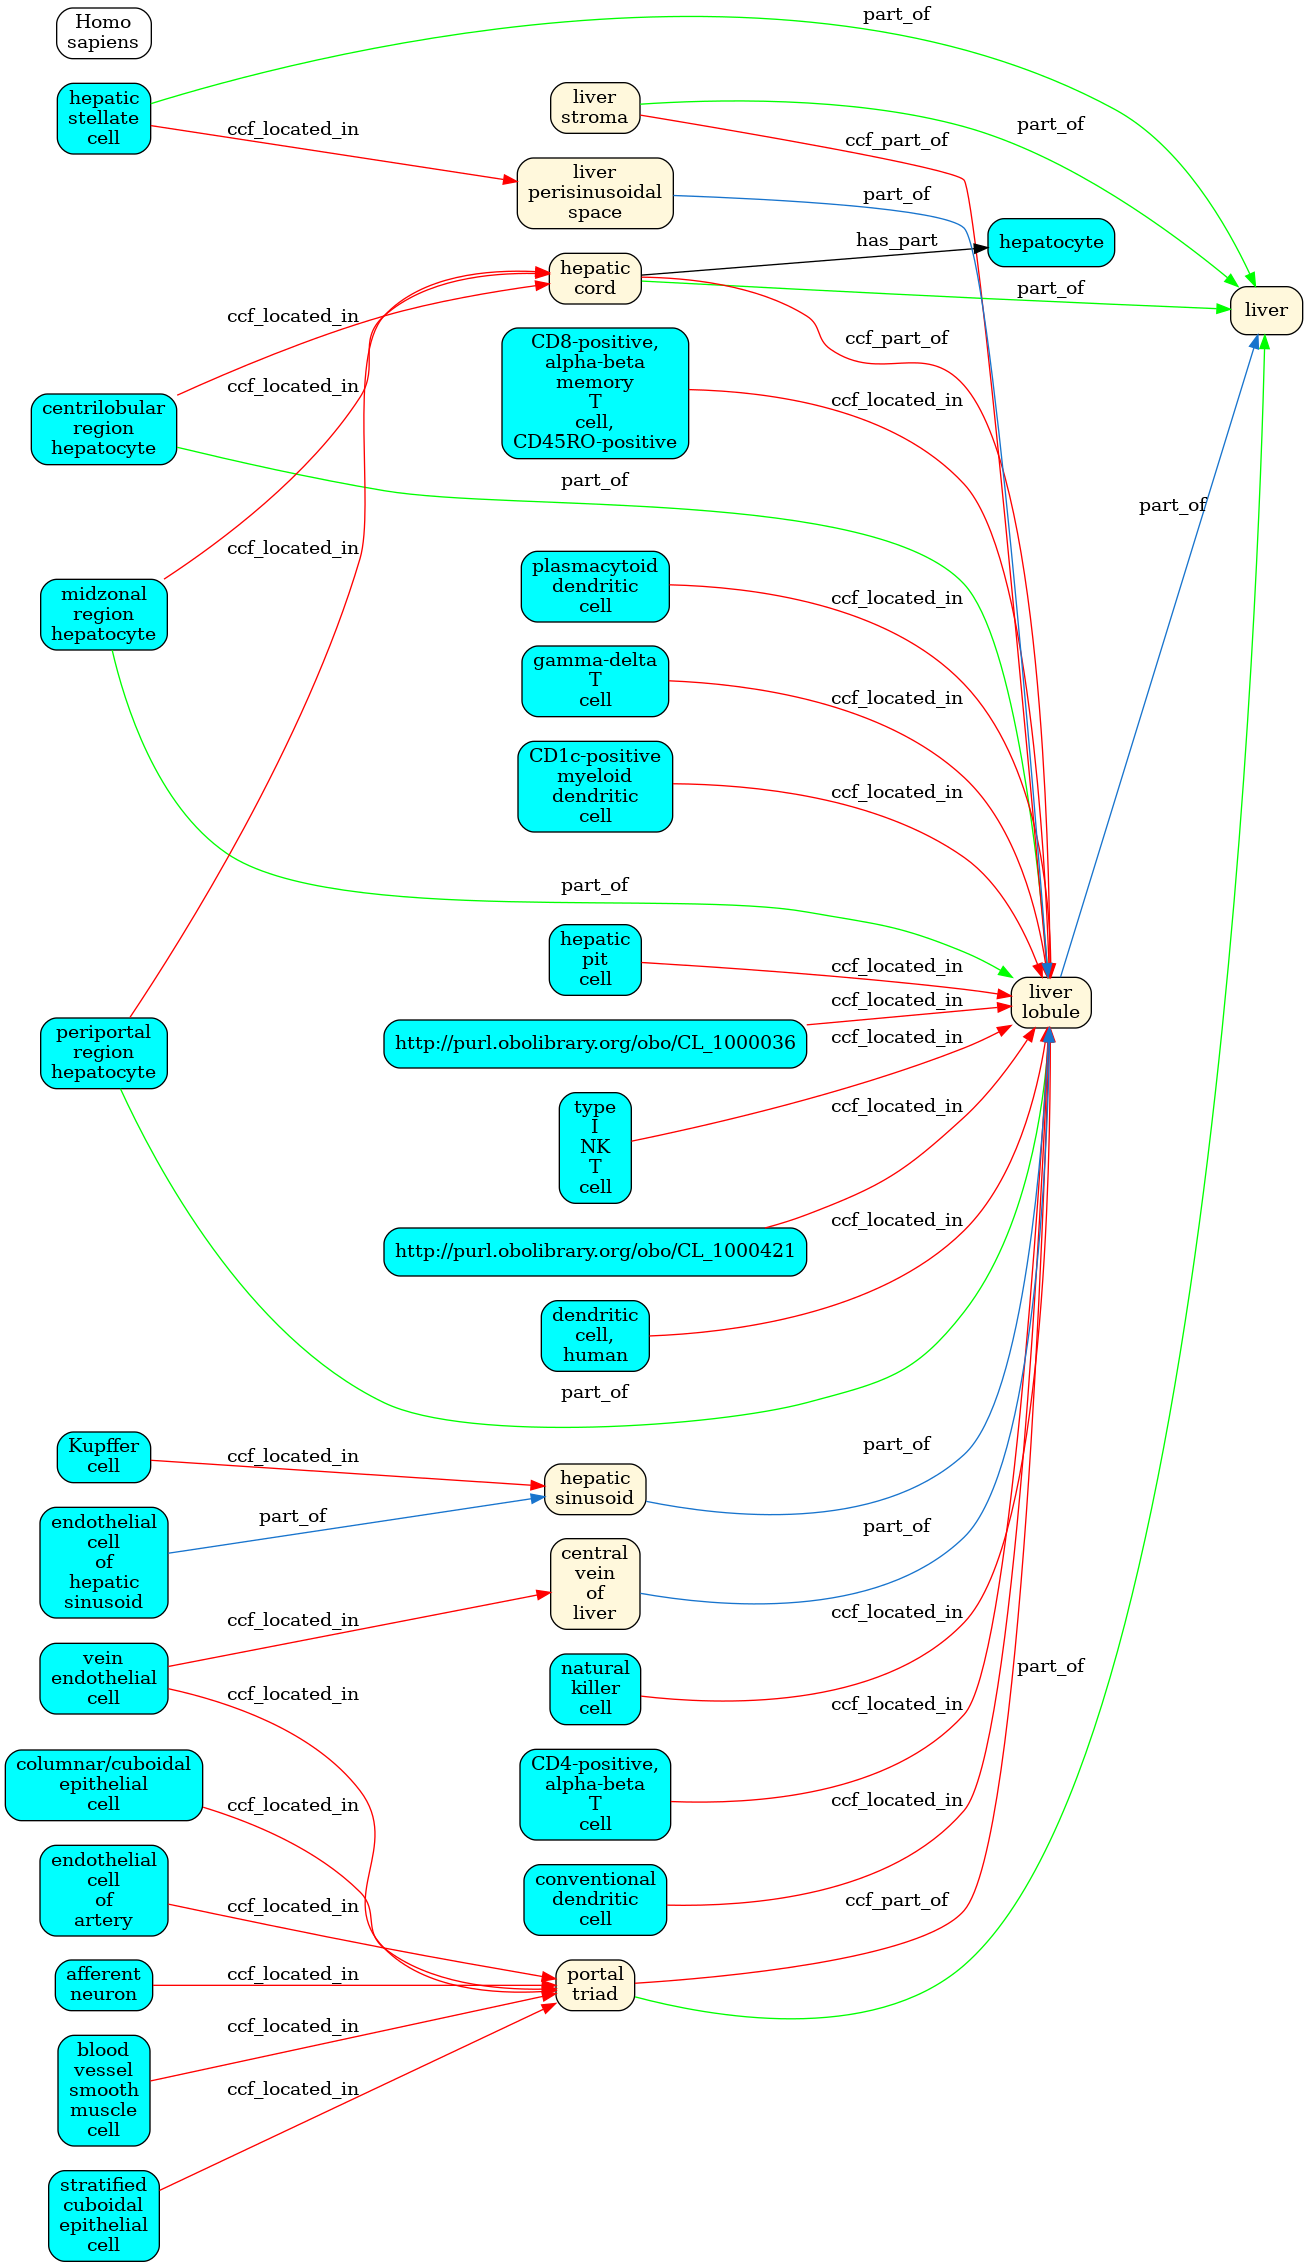 Homo
sapiens
hepatic
stellate
cell
centrilobular
region
hepatocyte
midzonal
region
hepatocyte
periportal
region
hepatocyte
Kupffer
cell
endothelial
cell
of
hepatic
sinusoid
vein
endothelial
cell
columnar/cuboidal
epithelial
cell
endothelial
cell
of
artery
afferent
neuron
blood
vessel
smooth
muscle
cell
stratified
cuboidal
epithelial
cell
ccf_located_in
ccf_located_in
ccf_located_in
ccf_located_in
ccf_located_in
part_of
ccf_located_in
ccf_located_in
ccf_located_in
ccf_located_in
ccf_located_in
ccf_located_in
ccf_located_in
liver
stroma
liver
perisinusoidal
space
hepatic
cord
CD8-positive,
alpha-beta
memory
T
cell,
CD45RO-positive
part_of
plasmacytoid
dendritic
cell
gamma-delta
T
cell
CD1c-positive
myeloid
dendritic
cell
part_of
hepatic
pit
cell
http://purl.obolibrary.org/obo/CL_1000036
type
I
NK
T
cell
http://purl.obolibrary.org/obo/CL_1000421
dendritic
cell,
human
part_of
hepatic
sinusoid
central
vein
of
liver
natural
killer
cell
CD4-positive,
alpha-beta
T
cell
conventional
dendritic
cell
portal
triad
part_of
ccf_part_of
part_of
has_part
ccf_part_of
ccf_located_in
ccf_located_in
ccf_located_in
ccf_located_in
ccf_located_in
ccf_located_in
ccf_located_in
ccf_located_in
ccf_located_in
part_of
part_of
ccf_located_in
ccf_located_in
ccf_located_in
ccf_part_of
part_of
hepatocyte
part_of
liver
lobule
part_of
part_of
liver